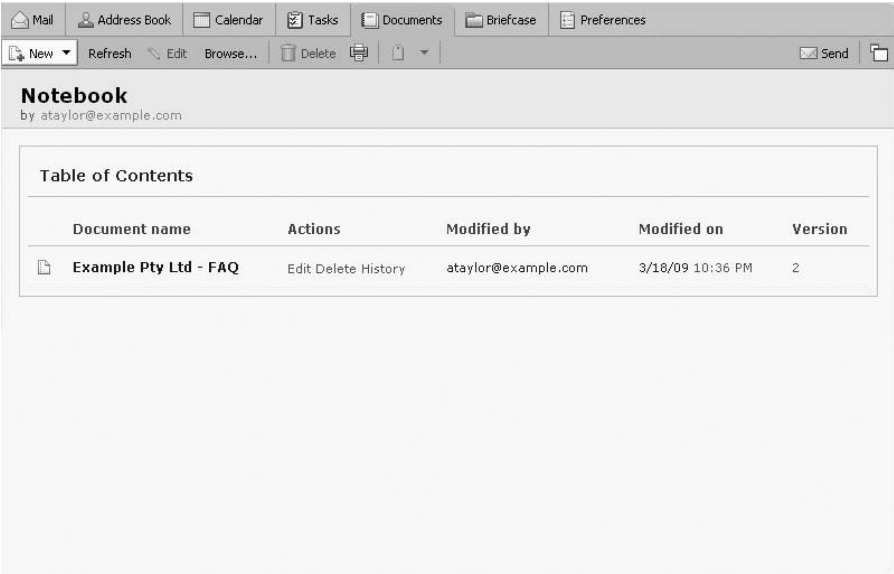 Mail Address Book Calendar Tasks Documents Briefcase Preferences
New Refresh Edit Browse... Delete Send
Notebook
by ataylor@example.com
Table of Contents
Document name Actions Modified by Modified on Version
Example Pty Ltd - FAQ Edit Delete History ataylor@example.com 3/18/09 10:36 PM 2